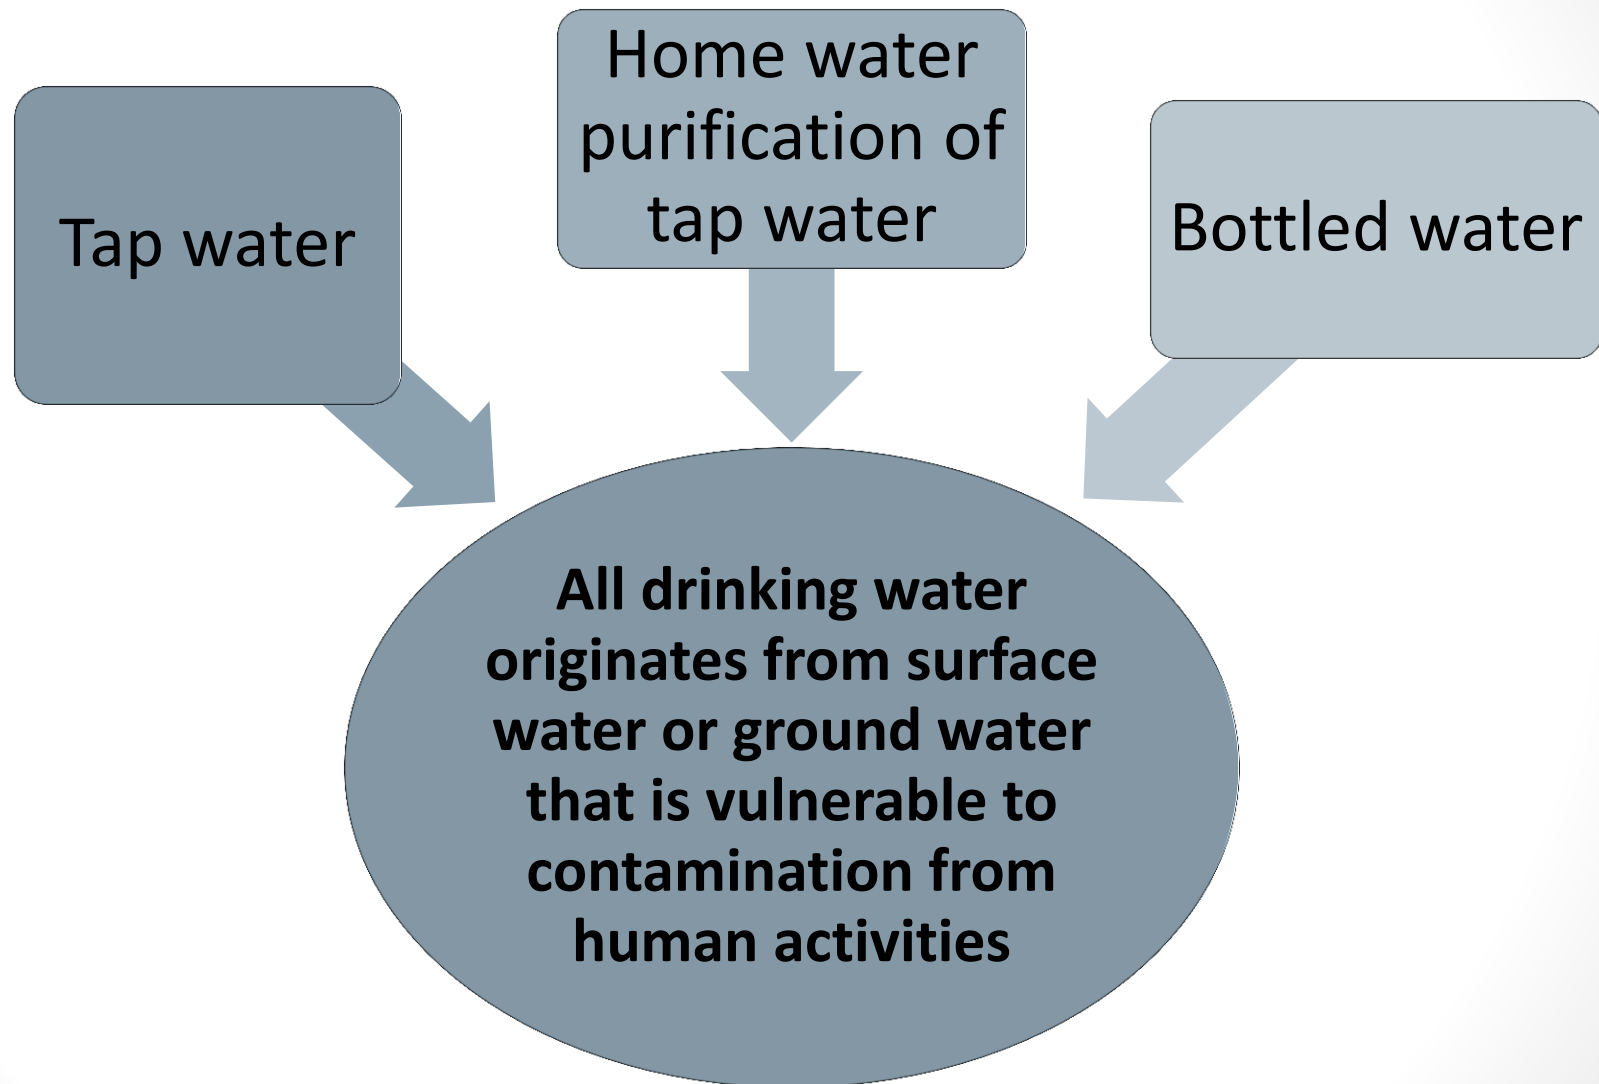 Home water
purification of
tap water
Tap water
Bottled water
All drinking water
originates from surface
water or ground water
that is vulnerable to
contamination from
human activities